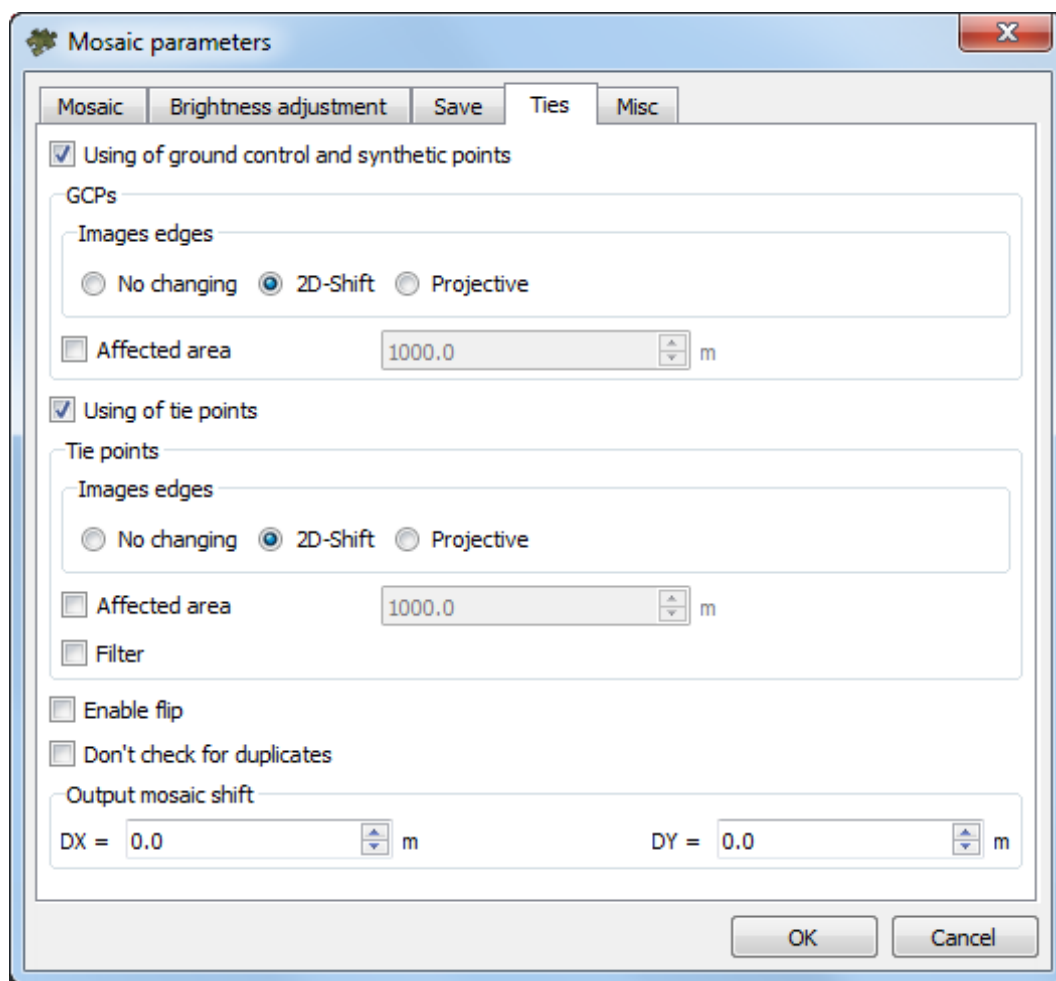 Mosaic parameters
Mosaic Brightness adjustment Save Ties Misc
Using of ground control and synthetic points
GCPs
Images edges
No changing 2D-Shift Projective
Affected area 1000.0 m
Using of tie points
Tie points
Images edges
No changing 2D-Shift Projective
Affected area 1000.0 m
Filter
Enable flip
Don't check for duplicates
Output mosaic shift
DX = 0.0 m DY = 0.0 m
OK Cancel